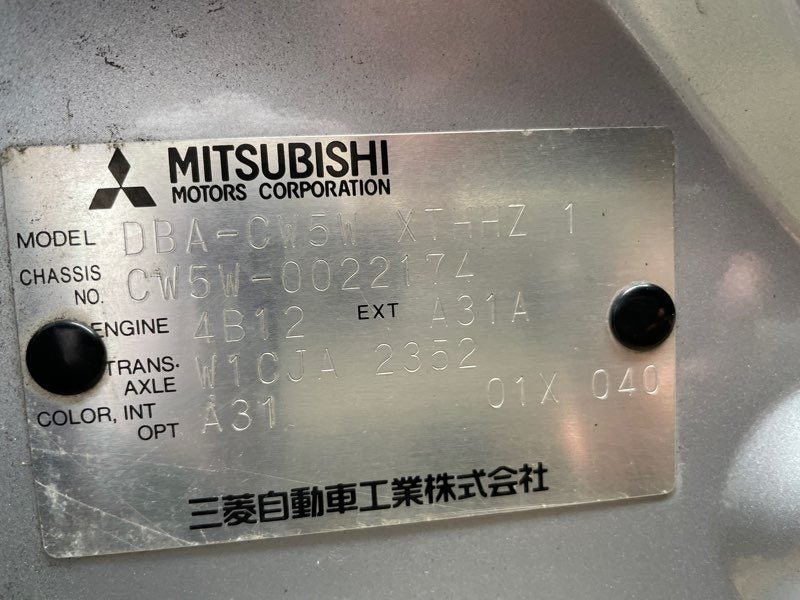 MITSUBISHI
MOTORS CORPORATION
MODEL DBA-CW5W XTHHZ 1
CHASSIS NO. CW5W-0022174
ENGINE 4B12 EXT A31A
TRANS-AXLE W1CJA 2352
COLOR, INT OPT A31 01X 040
三菱自動車工業株式会社